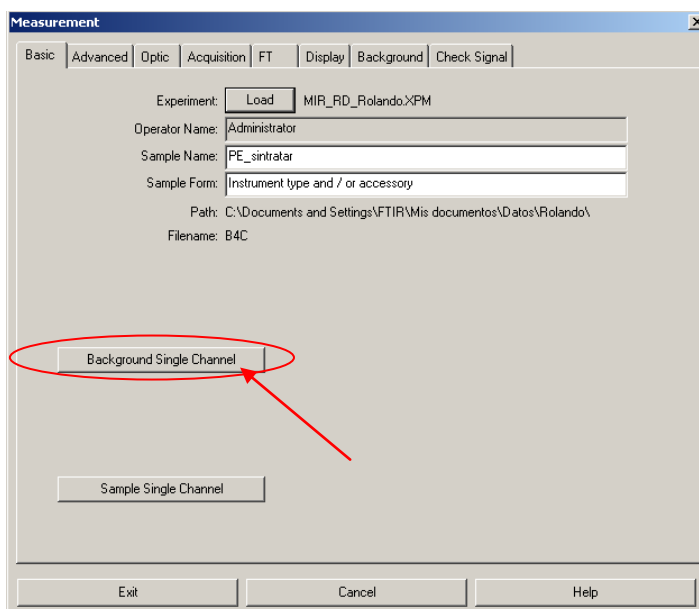 Measurement
Basic Advanced Optic Acquisition FT Display Background Check Signal
Experiment: Load MIR_RD_Rolando.XPM
Operator Name: Administrator
Sample Name: PE_sintratar
Sample Form: Instrument type and / or accessory
Path: C:\Documents and Settings\FTIR\Mis documentos\Datos\Rolando\
Filename: B4C
Background Single Channel
Sample Single Channel
Exit Cancel Help